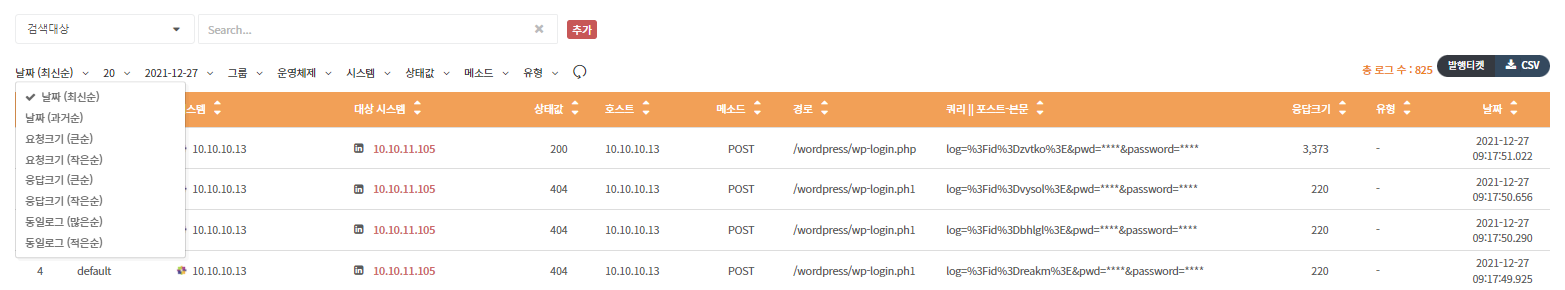 검색대상 Search... 추가
날짜 (최신순) 20 2021-12-27 그룹 운영체제 시스템 상태값 메소드 유형 총 로그 수 : 825 발행티켓 CSV
날짜 (최신순)
날짜 (과거순)
요청크기 (큰순)
요청크기 (작은순)
응답크기 (큰순)
응답크기 (작은순)
동일로그 (많은순)
동일로그 (적은순)
스템 대상 시스템 상태값 호스트 메소드 경로 쿼리 || 포스트-본문 응답크기 유형 날짜
10.10.10.13 10.10.11.105 200 10.10.10.13 POST /wordpress/wp-login.php log=%3Fid%3Dzvtko%3E&pwd=****&password=**** 3,373 - 2021-12-27
09:17:51.022
10.10.10.13 10.10.11.105 404 10.10.10.13 POST /wordpress/wp-login.ph1 log=%3Fid%3Dvysol%3E&pwd=****&password=**** 220 - 2021-12-27
09:17:50.656
10.10.10.13 10.10.11.105 404 10.10.10.13 POST /wordpress/wp-login.ph1 log=%3Fid%3Dbhlgl%3E&pwd=****&password=**** 220 - 2021-12-27
09:17:50.290
4 default 10.10.10.13 10.10.11.105 404 10.10.10.13 POST /wordpress/wp-login.ph1 log=%3Fid%3Dreakm%3E&pwd=****&password=**** 220 - 2021-12-27
09:17:49.925